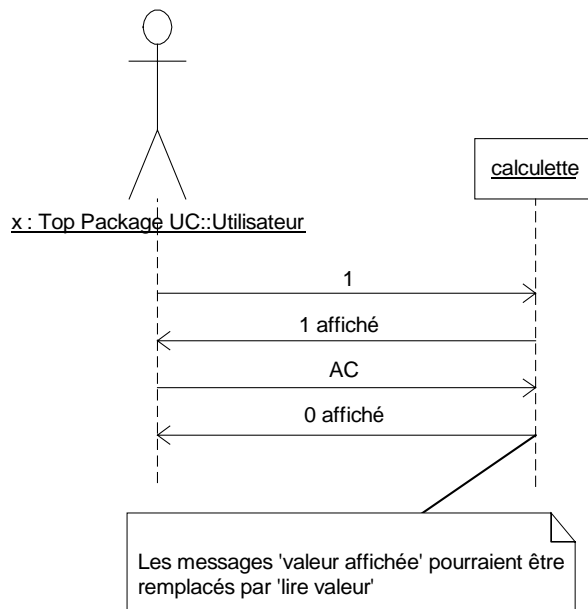 calculette
x : Top Package UC::Utilisateur
1
1 affiché
AC
0 affiché
Les messages 'valeur affichée' pourraient être
remplacés par 'lire valeur'